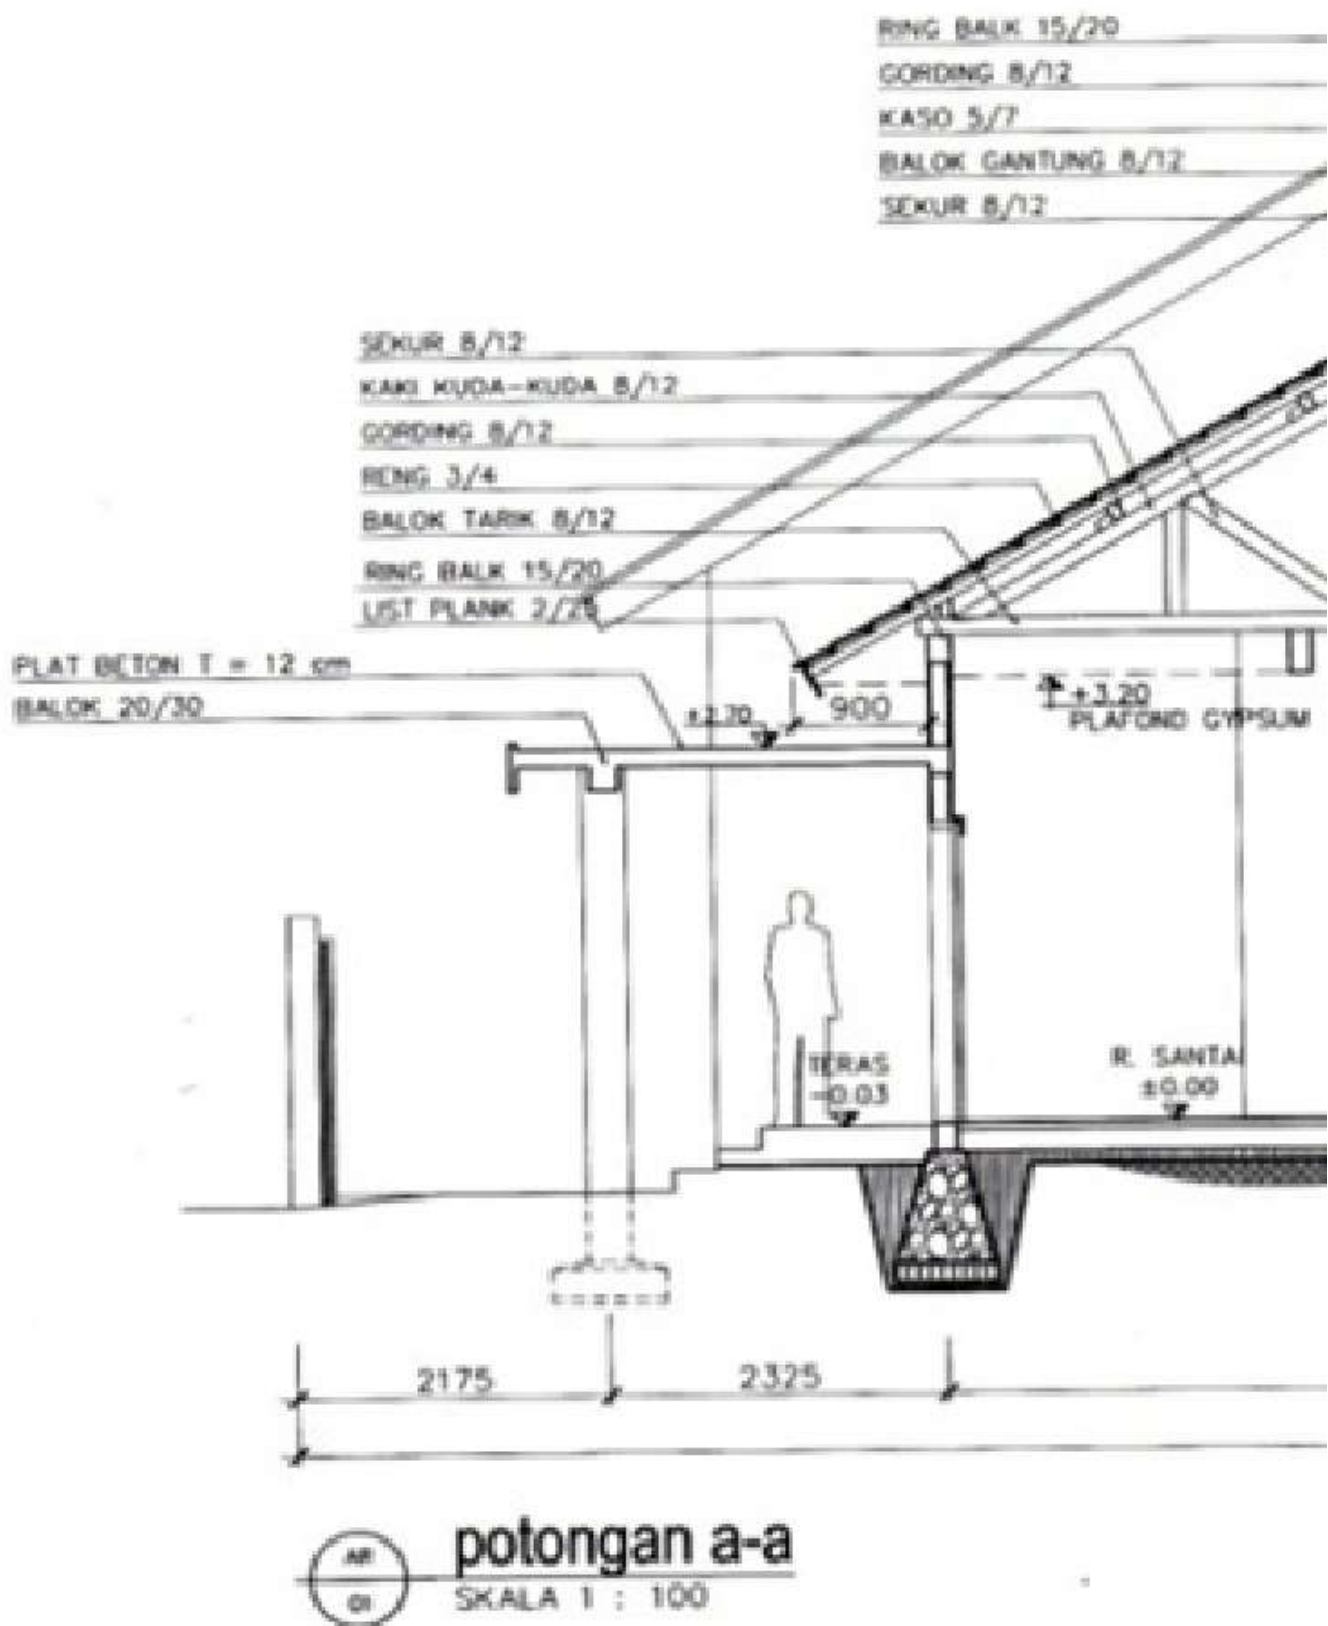 RING BALK 15/20
GORDING 8/12
KASO 5/7
BALOK GANTUNG 8/12
SEKUR 8/12
SEKUR 8/12
KAKI KUDA-KUDA 8/12
GORDING 8/12
RENG 3/4
BALOK TARIK 8/12
RING BALK 15/20
LIST PLANK 2/20
PLAT BETON T = 12 cm
BALOK 20/30
+2.70
900
+3.20
PLAFOND GYPSUM
TERAS
-0.03
R. SANTAI
±0.00
2175
2325
AR
01
potongan a-a
SKALA 1 : 100